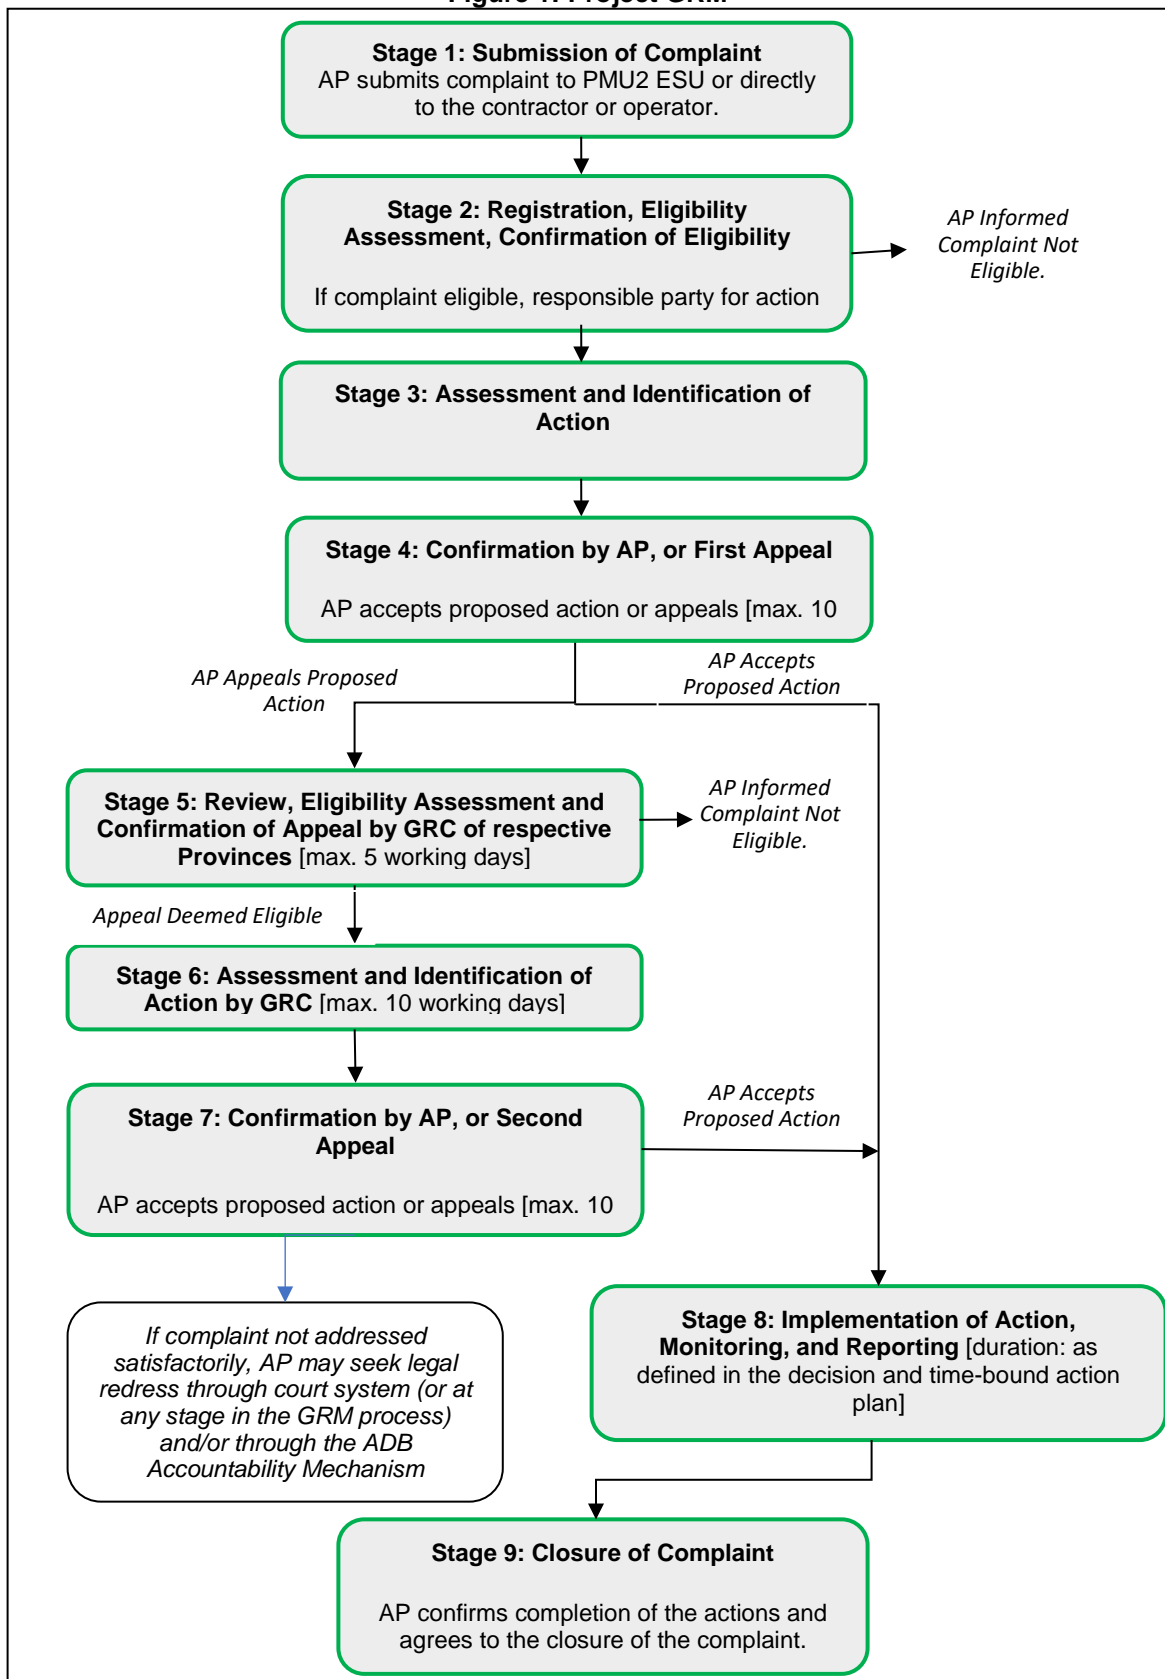 Figure 1: Project GRM
Stage 1: Submission of Complaint
AP submits complaint to PMU2 ESU or directly
to the contractor or operator.
Stage 2: Registration, Eligibility
Assessment, Confirmation of Eligibility
If complaint eligible, responsible party for action
AP Informed
Complaint Not
Eligible.
Stage 3: Assessment and Identification of
Action
Stage 4: Confirmation by AP, or First Appeal
AP accepts proposed action or appeals [max. 10
AP Appeals Proposed
Action
AP Accepts
Proposed Action
Stage 5: Review, Eligibility Assessment and
Confirmation of Appeal by GRC of respective
Provinces [max. 5 working days]
AP Informed
Complaint Not
Eligible.
Appeal Deemed Eligible
Stage 6: Assessment and Identification of
Action by GRC [max. 10 working days]
Stage 7: Confirmation by AP, or Second
Appeal
AP accepts proposed action or appeals [max. 10
AP Accepts
Proposed Action
If complaint not addressed
satisfactorily, AP may seek legal
redress through court system (or at
any stage in the GRM process)
and/or through the ADB
Accountability Mechanism
Stage 8: Implementation of Action,
Monitoring, and Reporting [duration: as
defined in the decision and time-bound action
plan]
Stage 9: Closure of Complaint
AP confirms completion of the actions and
agrees to the closure of the complaint.